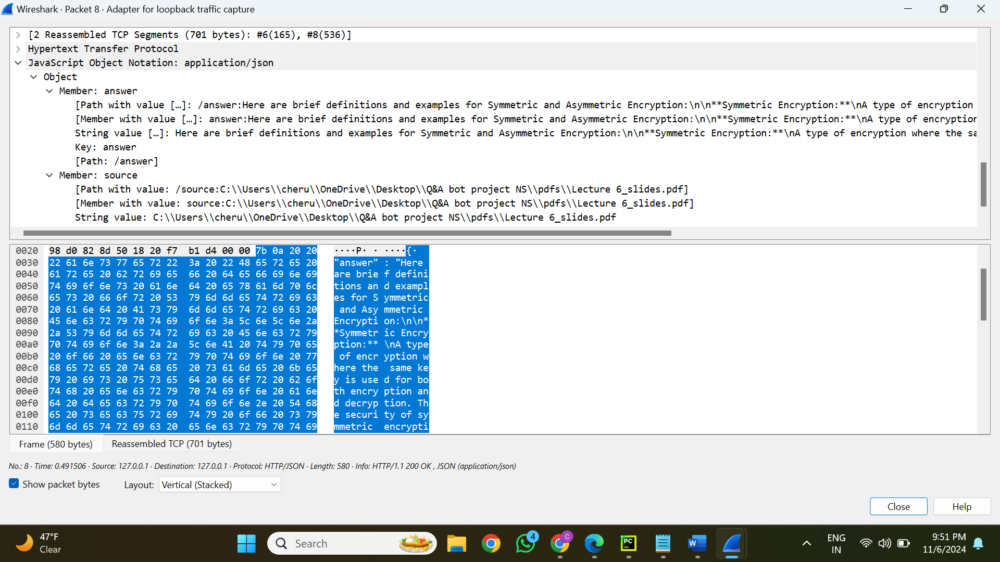 Wireshark · Packet 8 · Adapter for loopback traffic capture
[2 Reassembled TCP Segments (701 bytes): #6(165), #8(536)]
Hypertext Transfer Protocol
JavaScript Object Notation: application/json
Object
Member: answer
[Path with value […]: /answer:Here are brief definitions and examples for Symmetric and Asymmetric Encryption:\n\n**Symmetric Encryption:**\nA type of encryption
[Member with value […]: answer:Here are brief definitions and examples for Symmetric and Asymmetric Encryption:\n\n**Symmetric Encryption:**\nA type of encryption
String value […]: Here are brief definitions and examples for Symmetric and Asymmetric Encryption:\n\n**Symmetric Encryption:**\nA type of encryption where the sa
Key: answer
[Path: /answer]
Member: source
[Path with value: /source:C:\\Users\\cheru\\OneDrive\\Desktop\\Q&A bot project NS\\pdfs\\Lecture 6_slides.pdf]
[Member with value: source:C:\\Users\\cheru\\OneDrive\\Desktop\\Q&A bot project NS\\pdfs\\Lecture 6_slides.pdf]
String value: C:\\Users\\cheru\\OneDrive\\Desktop\\Q&A bot project NS\\pdfs\\Lecture 6_slides.pdf
0020 98 d0 82 8d 50 18 20 f7 b1 d4 00 00 7b 0a 20 20 ····P· · ····{·
0030 22 61 6e 73 77 65 72 22 3a 20 22 48 65 72 65 20 "answer" : "Here
0040 61 72 65 20 62 72 69 65 66 20 64 65 66 69 6e 69 are brie f defini
0050 74 69 6f 6e 73 20 61 6e 64 20 65 78 61 6d 70 6c tions an d exampl
0060 65 73 20 66 6f 72 20 53 79 6d 6d 65 74 72 69 63 es for S ymmetric
0070 20 61 6e 64 20 41 73 79 6d 6d 65 74 72 69 63 20 and Asy mmetric
0080 45 6e 63 72 79 70 74 69 6f 6e 3a 5c 6e 5c 6e 2a Encrypti on:\n\n*
0090 2a 53 79 6d 6d 65 74 72 69 63 20 45 6e 63 72 79 *Symmetr ic Encry
00a0 70 74 69 6f 6e 3a 2a 2a 5c 6e 41 20 74 79 70 65 ption:** \nA type
00b0 20 6f 66 20 65 6e 63 72 79 70 74 69 6f 6e 20 77 of encr yption w
00c0 68 65 72 65 20 74 68 65 20 73 61 6d 65 20 6b 65 here the same ke
00d0 79 20 69 73 20 75 73 65 64 20 66 6f 72 20 62 6f y is use d for bo
00e0 74 68 20 65 6e 63 72 79 70 74 69 6f 6e 20 61 6e th encry ption an
00f0 64 20 64 65 63 72 79 70 74 69 6f 6e 2e 20 54 68 d decryp tion. Th
0100 65 20 73 65 63 75 72 69 74 79 20 6f 66 20 73 79 e securi ty of sy
0110 6d 6d 65 74 72 69 63 20 65 6e 63 72 79 70 74 69 mmetric encrypti
Frame (580 bytes) Reassembled TCP (701 bytes)
No.: 8 · Time: 0.491506 · Source: 127.0.0.1 · Destination: 127.0.0.1 · Protocol: HTTP/JSON · Length: 580 · Info: HTTP/1.1 200 OK , JSON (application/json)
Show packet bytes Layout: Vertical (Stacked)
Close Help
47°F
Clear
Search
4
C
PC
W
ENG
IN
9:51 PM
11/6/2024